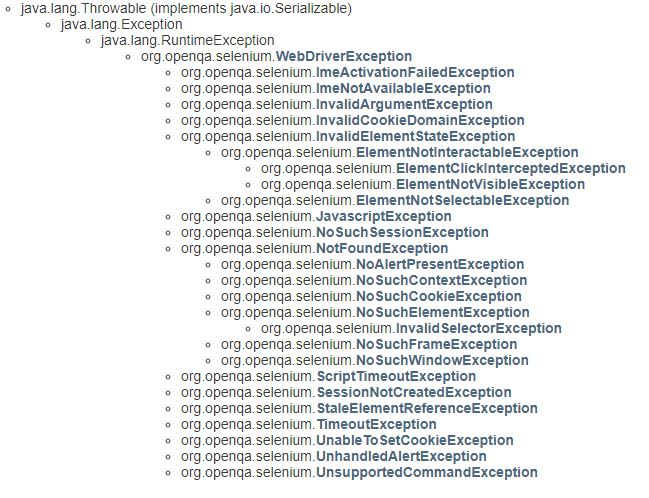 java.lang.Throwable (implements java.io.Serializable)
java.lang.Exception
java.lang.RuntimeException
org.openqa.selenium.WebDriverException
org.openqa.selenium.ImeActivationFailedException
org.openqa.selenium.ImeNotAvailableException
org.openqa.selenium.InvalidArgumentException
org.openqa.selenium.InvalidCookieDomainException
org.openqa.selenium.InvalidElementStateException
org.openqa.selenium.ElementNotInteractableException
org.openqa.selenium.ElementClickInterceptedException
org.openqa.selenium.ElementNotVisibleException
org.openqa.selenium.ElementNotSelectableException
org.openqa.selenium.JavascriptException
org.openqa.selenium.NoSuchSessionException
org.openqa.selenium.NotFoundException
org.openqa.selenium.NoAlertPresentException
org.openqa.selenium.NoSuchContextException
org.openqa.selenium.NoSuchCookieException
org.openqa.selenium.NoSuchElementException
org.openqa.selenium.InvalidSelectorException
org.openqa.selenium.NoSuchFrameException
org.openqa.selenium.NoSuchWindowException
org.openqa.selenium.ScriptTimeoutException
org.openqa.selenium.SessionNotCreatedException
org.openqa.selenium.StaleElementReferenceException
org.openqa.selenium.TimeoutException
org.openqa.selenium.UnableToSetCookieException
org.openqa.selenium.UnhandledAlertException
org.openqa.selenium.UnsupportedCommandException